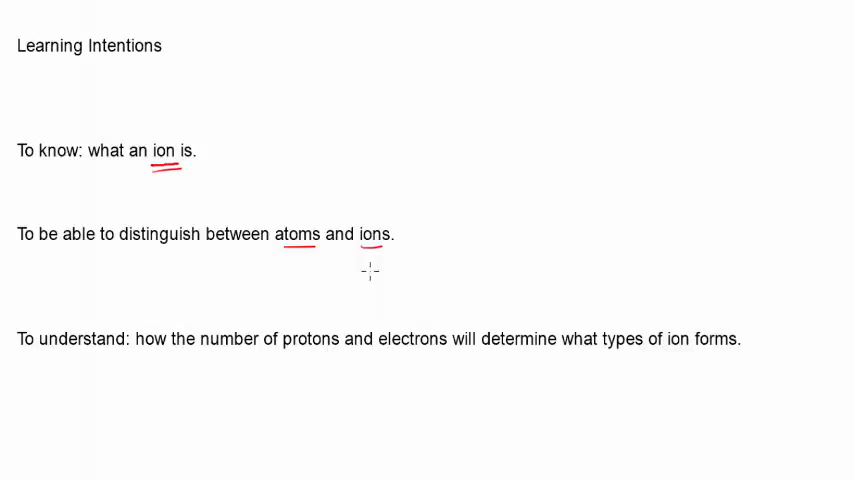 Learning Intentions
To know: what an ion is.
To be able to distinguish between atoms and ions.
To understand: how the number of protons and electrons will determine what types of ion forms.